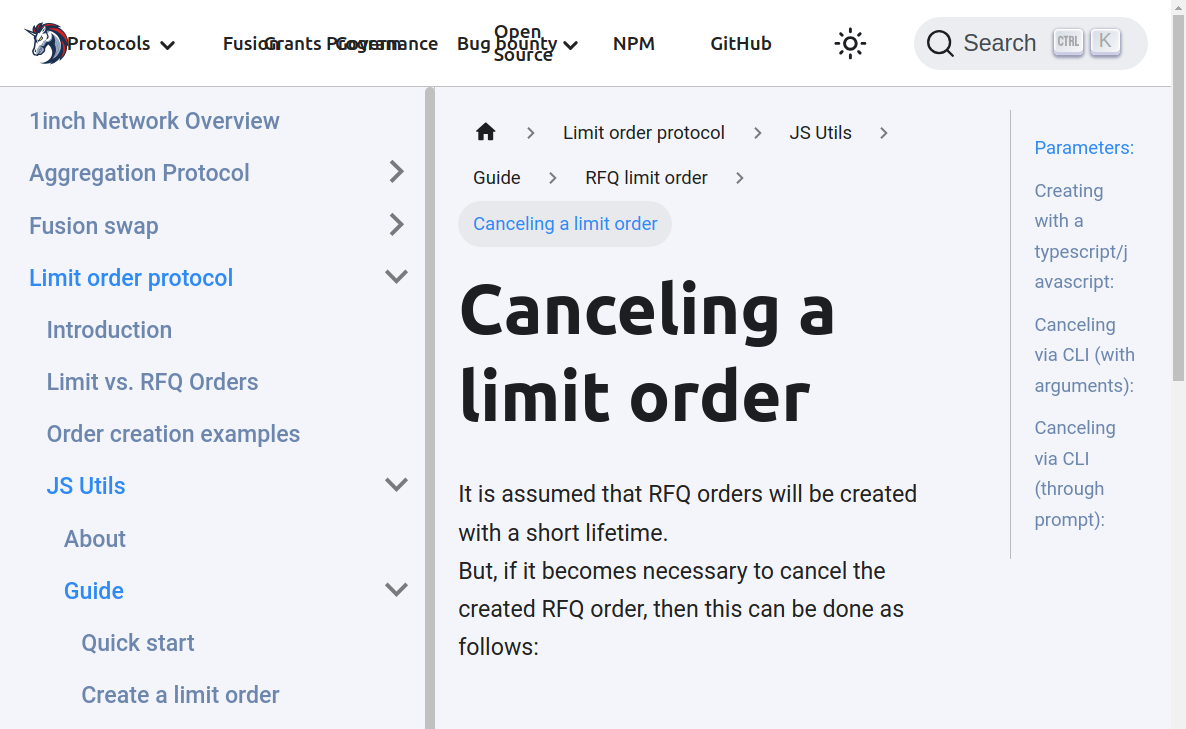 Protocols
Fusion
Grants Program
Governance
Bug bounty
Open
Source
NPM
GitHub
Search
CTRL
K
1inch Network Overview
Aggregation Protocol
Fusion swap
Limit order protocol
Introduction
Limit vs. RFQ Orders
Order creation examples
JS Utils
About
Guide
Quick start
Create a limit order
Limit order protocol
JS Utils
Guide
RFQ limit order
Canceling a limit order
Canceling a
limit order
It is assumed that RFQ orders will be created
with a short lifetime.
But, if it becomes necessary to cancel the
created RFQ order, then this can be done as
follows:
Parameters:
Creating
with a
typescript/j
avascript:
Canceling
via CLI (with
arguments):
Canceling
via CLI
(through
prompt):